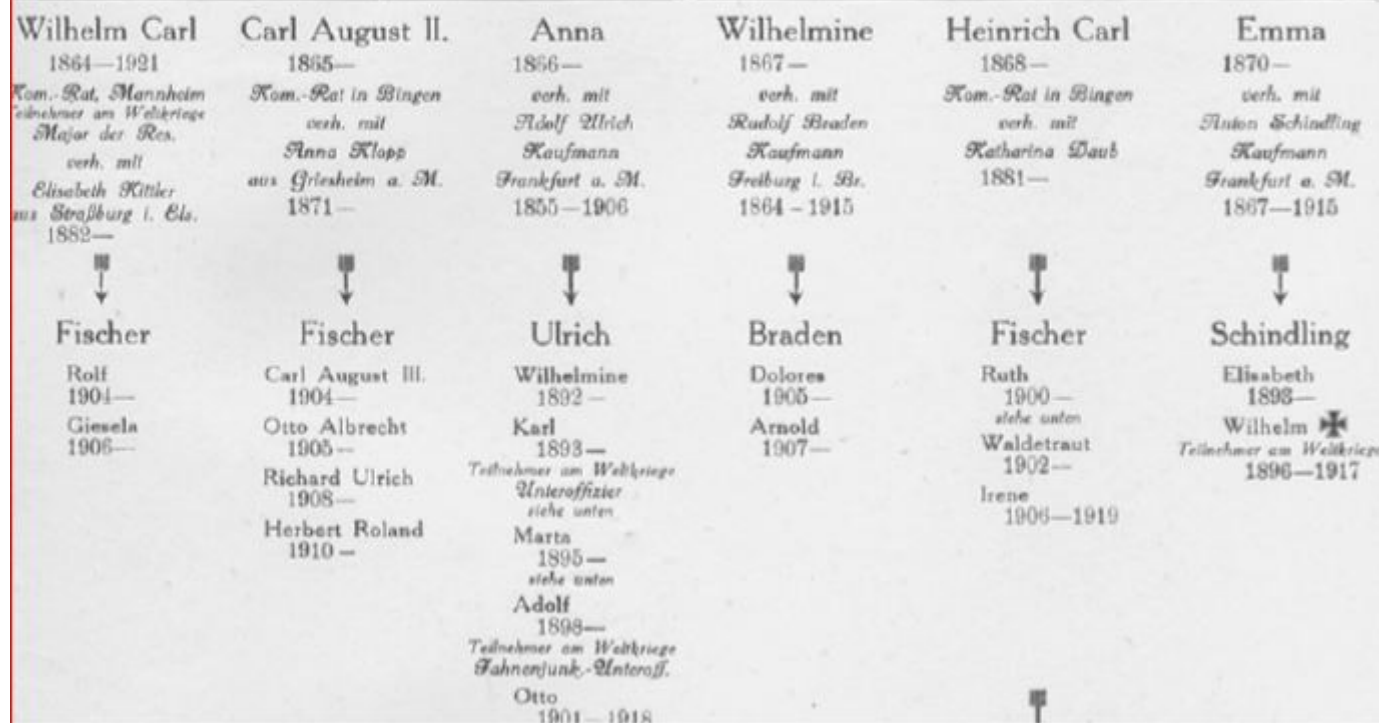 Wilhelm Carl
1864—1921
Kom.-Rat, Mannheim
Teilnehmer am Weltkriege
Major der Res.
verh. mit
Elisabeth Kittler
aus Straßburg i. Els.
1882—
Fischer
Rolf
1904—
Giesela
1906—
Carl August II.
1865—
Kom.-Rat in Bingen
verh. mit
Anna Klopp
aus Griesheim a. M.
1871—
Fischer
Carl August III.
1904—
Otto Albrecht
1905—
Richard Ulrich
1908—
Herbert Roland
1910—
Anna
1866—
verh. mit
Adolf Ulrich
Kaufmann
Frankfurt a. M.
1855—1906
Ulrich
Wilhelmine
1892—
Karl
1893—
Teilnehmer am Weltkriege
Unteroffizier
siehe unten
Marta
1895—
siehe unten
Adolf
1898—
Teilnehmer am Weltkriege
Fahnenjunk.-Unteroff.
Otto
1901—1918
Wilhelmine
1867—
verh. mit
Rudolf Braden
Kaufmann
Freiburg i. Br.
1864-1915
Braden
Dolores
1905—
Arnold
1907—
Heinrich Carl
1868—
Kom.-Rat in Bingen
verh. mit
Katharina Daub
1881—
Fischer
Ruth
1900—
siehe unten
Waldetraut
1902—
Irene
1906—1919
Emma
1870—
verh. mit
Anton Schindling
Kaufmann
Frankfurt a. M.
1867—1915
Schindling
Elisabeth
1893—
Wilhelm
Teilnehmer am Weltkriege
1896—1917